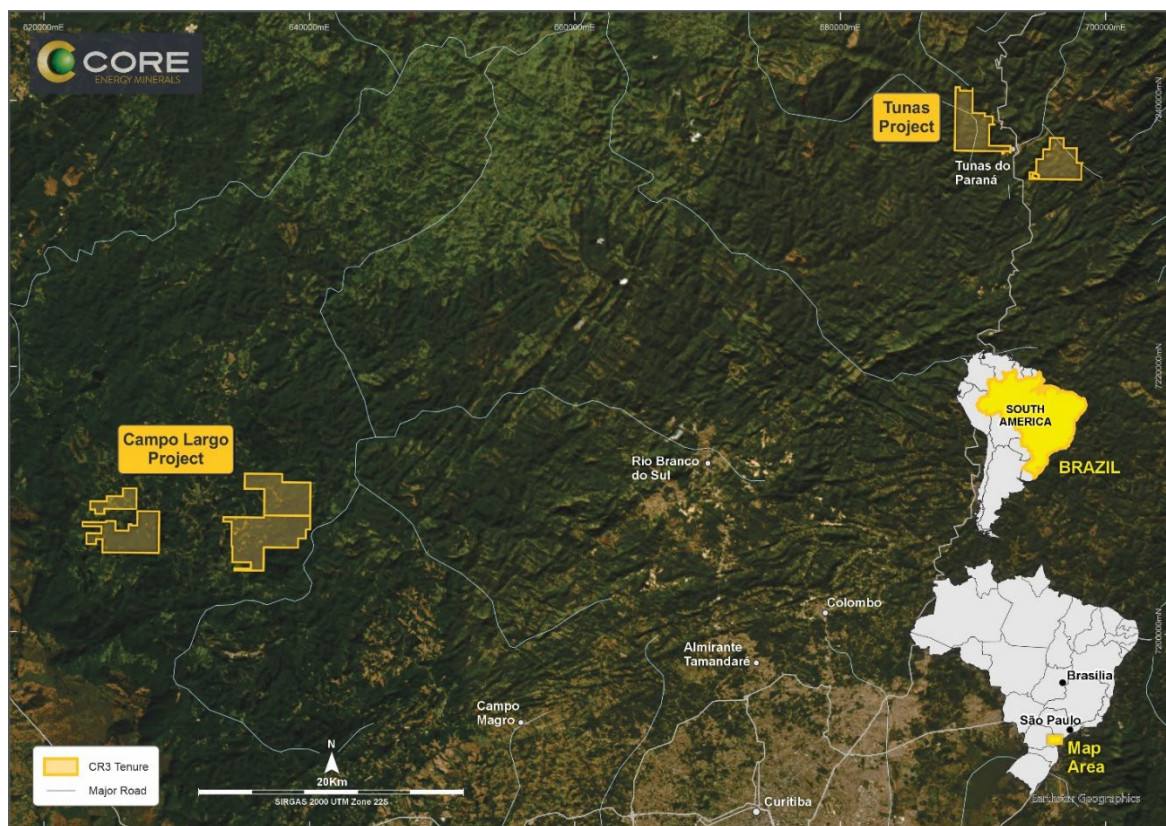 620000mE
640000mE
660000mE
680000mE
700000mE
CORE
ENERGY MINERALS
Tunas
Project
7240000mN
Tunas do
Paraná
7220000mN
SOUTH
AMERICA
BRAZIL
Campo Largo
Project
Rio Branco
do Sul
Colombo
7200000mN
Almirante
Tamandaré
Brasília
Campo
Magro
São Paulo
Map
Area
CR3 Tenure
Major Road
N
20Km
SIRGAS 2000 UTM Zone 22S
Curitiba
Earthstar Geographics